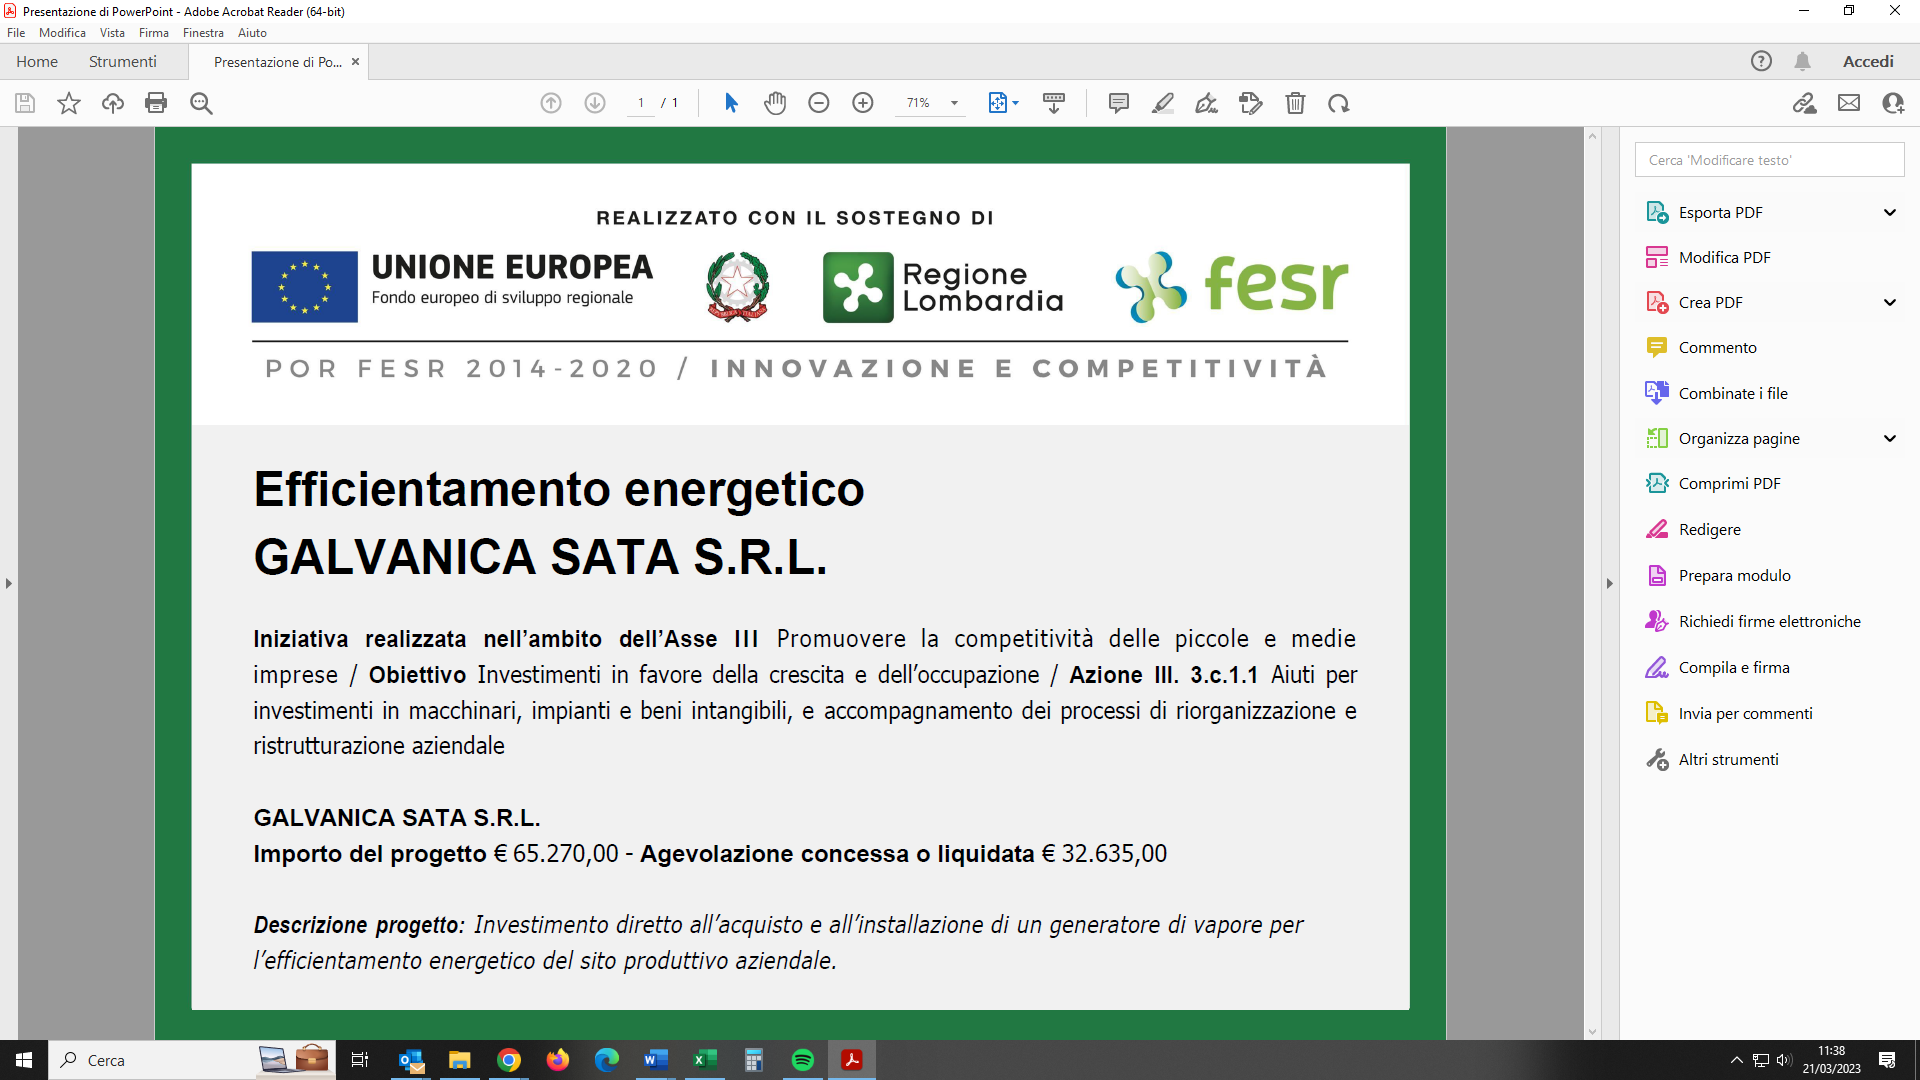 Presentazione di PowerPoint - Adobe Acrobat Reader (64-bit)
File Modifica Vista Firma Finestra Aiuto
Home Strumenti Presentazione di Po... Accedi
1 / 1 71%
REALIZZATO CON IL SOSTEGNO DI
UNIONE EUROPEA
Fondo europeo di sviluppo regionale
Regione
Lombardia
fesr
POR FESR 2014-2020 / INNOVAZIONE E COMPETITIVITÀ
Efficientamento energetico
GALVANICA SATA S.R.L.
Iniziativa realizzata nell’ambito dell’Asse III Promuovere la competitività delle piccole e medie
imprese / Obiettivo Investimenti in favore della crescita e dell’occupazione / Azione III. 3.c.1.1 Aiuti per
investimenti in macchinari, impianti e beni intangibili, e accompagnamento dei processi di riorganizzazione e
ristrutturazione aziendale
GALVANICA SATA S.R.L.
Importo del progetto € 65.270,00 - Agevolazione concessa o liquidata € 32.635,00
Descrizione progetto: Investimento diretto all’acquisto e all’installazione di un generatore di vapore per
l’efficientamento energetico del sito produttivo aziendale.
Cerca 'Modificare testo'
Esporta PDF
Modifica PDF
Crea PDF
Commento
Combinate i file
Organizza pagine
Comprimi PDF
Redigere
Prepara modulo
Richiedi firme elettroniche
Compila e firma
Invia per commenti
Altri strumenti
Cerca
11:38
21/03/2023